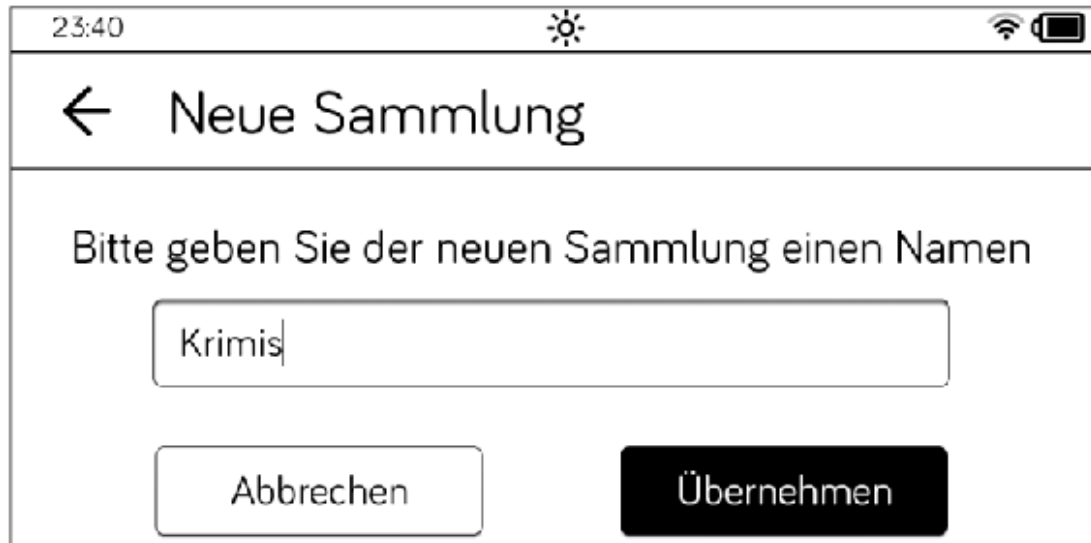 23:40
Neue Sammlung
Bitte geben Sie der neuen Sammlung einen Namen
Krimis
Abbrechen Übernehmen